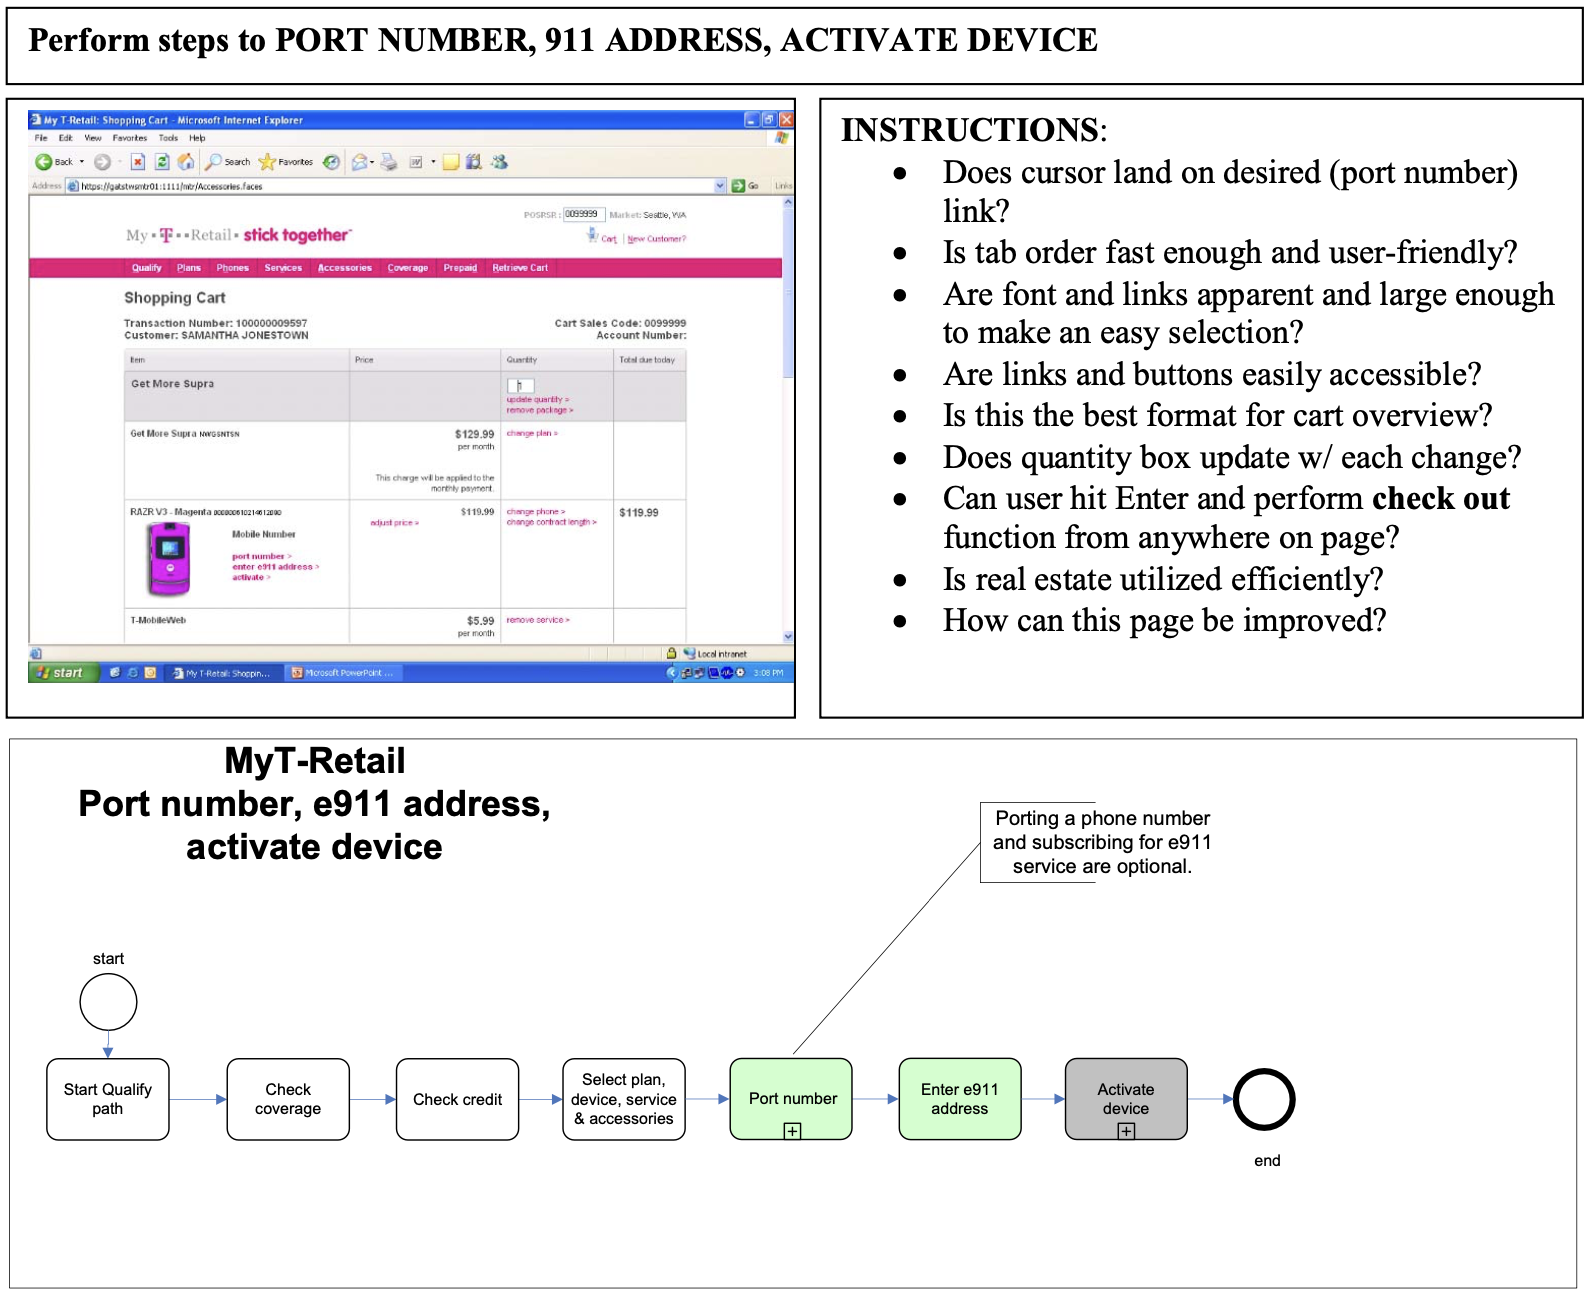 Perform steps to PORT NUMBER, 911 ADDRESS, ACTIVATE DEVICE
My T-Retail: Shopping Cart - Microsoft Internet Explorer
File Edit View Favorites Tools Help
Back Search Favorites
Address https://gatstwsmtr01:1111/mtr/Accessories.faces Go Links
POSRSR: 0099999 Market: Seattle, WA
My T Retail stick together
Cart | New Customer?
Qualify Plans Phones Services Accessories Coverage Prepaid Retrieve Cart
Shopping Cart
Transaction Number: 100000009597 Cart Sales Code: 0099999
Customer: SAMANTHA JONESTOWN Account Number:
Item Price Quantity Total due today
Get More Supra
update quantity >
remove package >
Get More Supra NWGSNTSN $129.99 change plan >
per month
This charge will be applied to the
monthly payment.
RAZR V3 - Magenta $119.99 change phone > $119.99
adjust price > change contract length >
Mobile Number
port number >
enter e911 address >
activate >
T-MobileWeb $5.99 remove service >
per month
Local intranet
start My T-Retail: Shoppin... Microsoft PowerPoint ... 3:08 PM
INSTRUCTIONS:
• Does cursor land on desired (port number)
link?
• Is tab order fast enough and user-friendly?
• Are font and links apparent and large enough
to make an easy selection?
• Are links and buttons easily accessible?
• Is this the best format for cart overview?
• Does quantity box update w/ each change?
• Can user hit Enter and perform check out
function from anywhere on page?
• Is real estate utilized efficiently?
• How can this page be improved?
MyT-Retail
Port number, e911 address,
activate device
Porting a phone number
and subscribing for e911
service are optional.
start
Start Qualify
path
Check
coverage
Check credit
Select plan,
device, service
& accessories
Port number
Enter e911
address
Activate
device
end